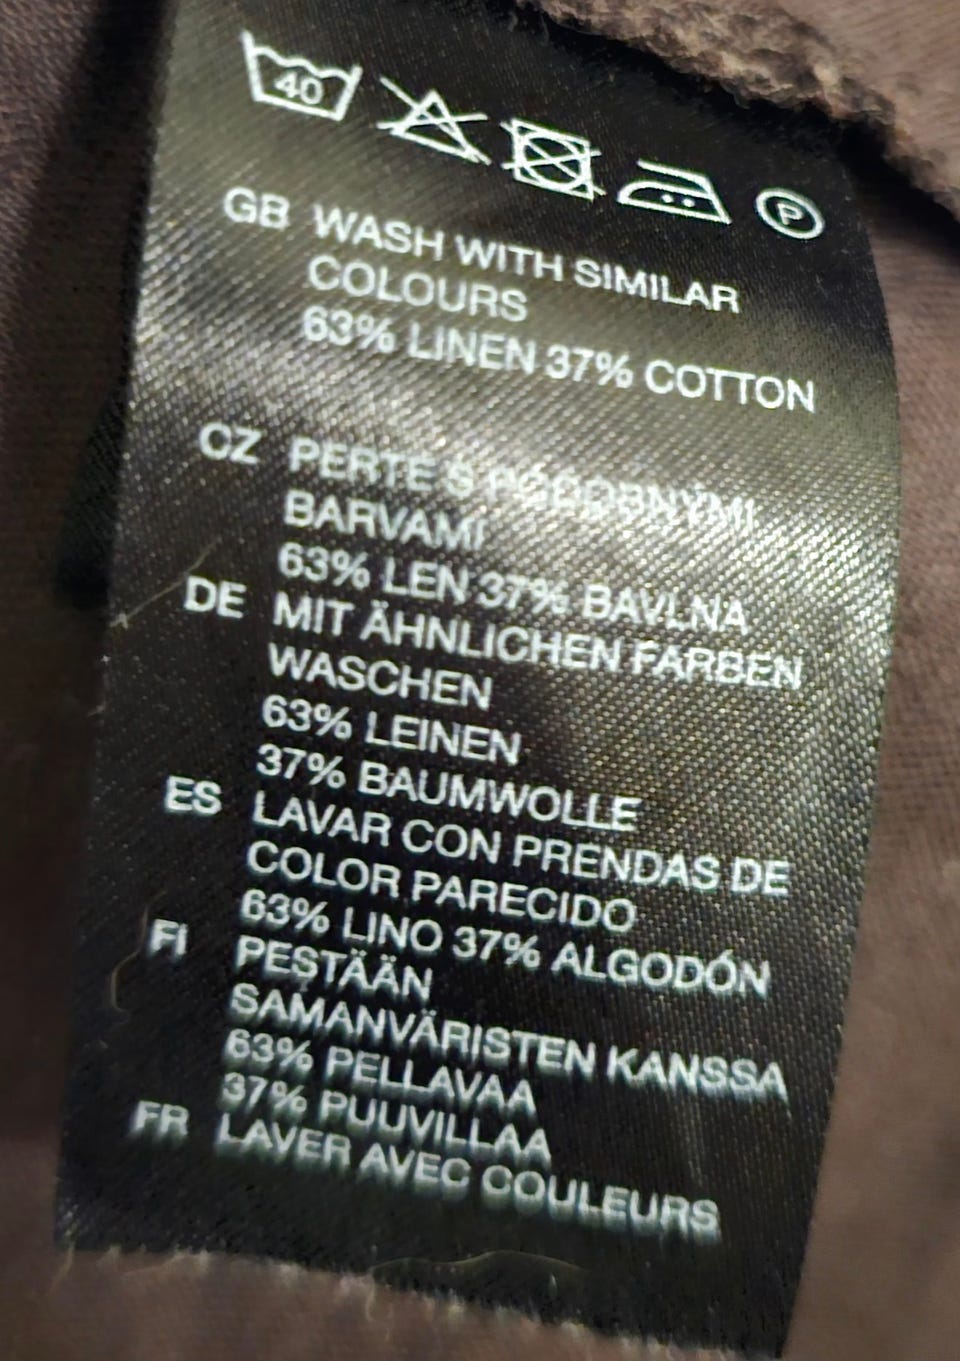 40 P
GB WASH WITH SIMILAR
COLOURS
63% LINEN 37% COTTON
CZ PERTE S PODOBNÝMI
BARVAMI
63% LEN 37% BAVLNA
DE MIT ÄHNLICHEN FARBEN
WASCHEN
63% LEINEN
37% BAUMWOLLE
ES LAVAR CON PRENDAS DE
COLOR PARECIDO
63% LINO 37% ALGODÓN
FI PESTÄÄN
SAMANVÄRISTEN KANSSA
63% PELLAVAA
37% PUUVILLAA
FR LAVER AVEC COULEURS